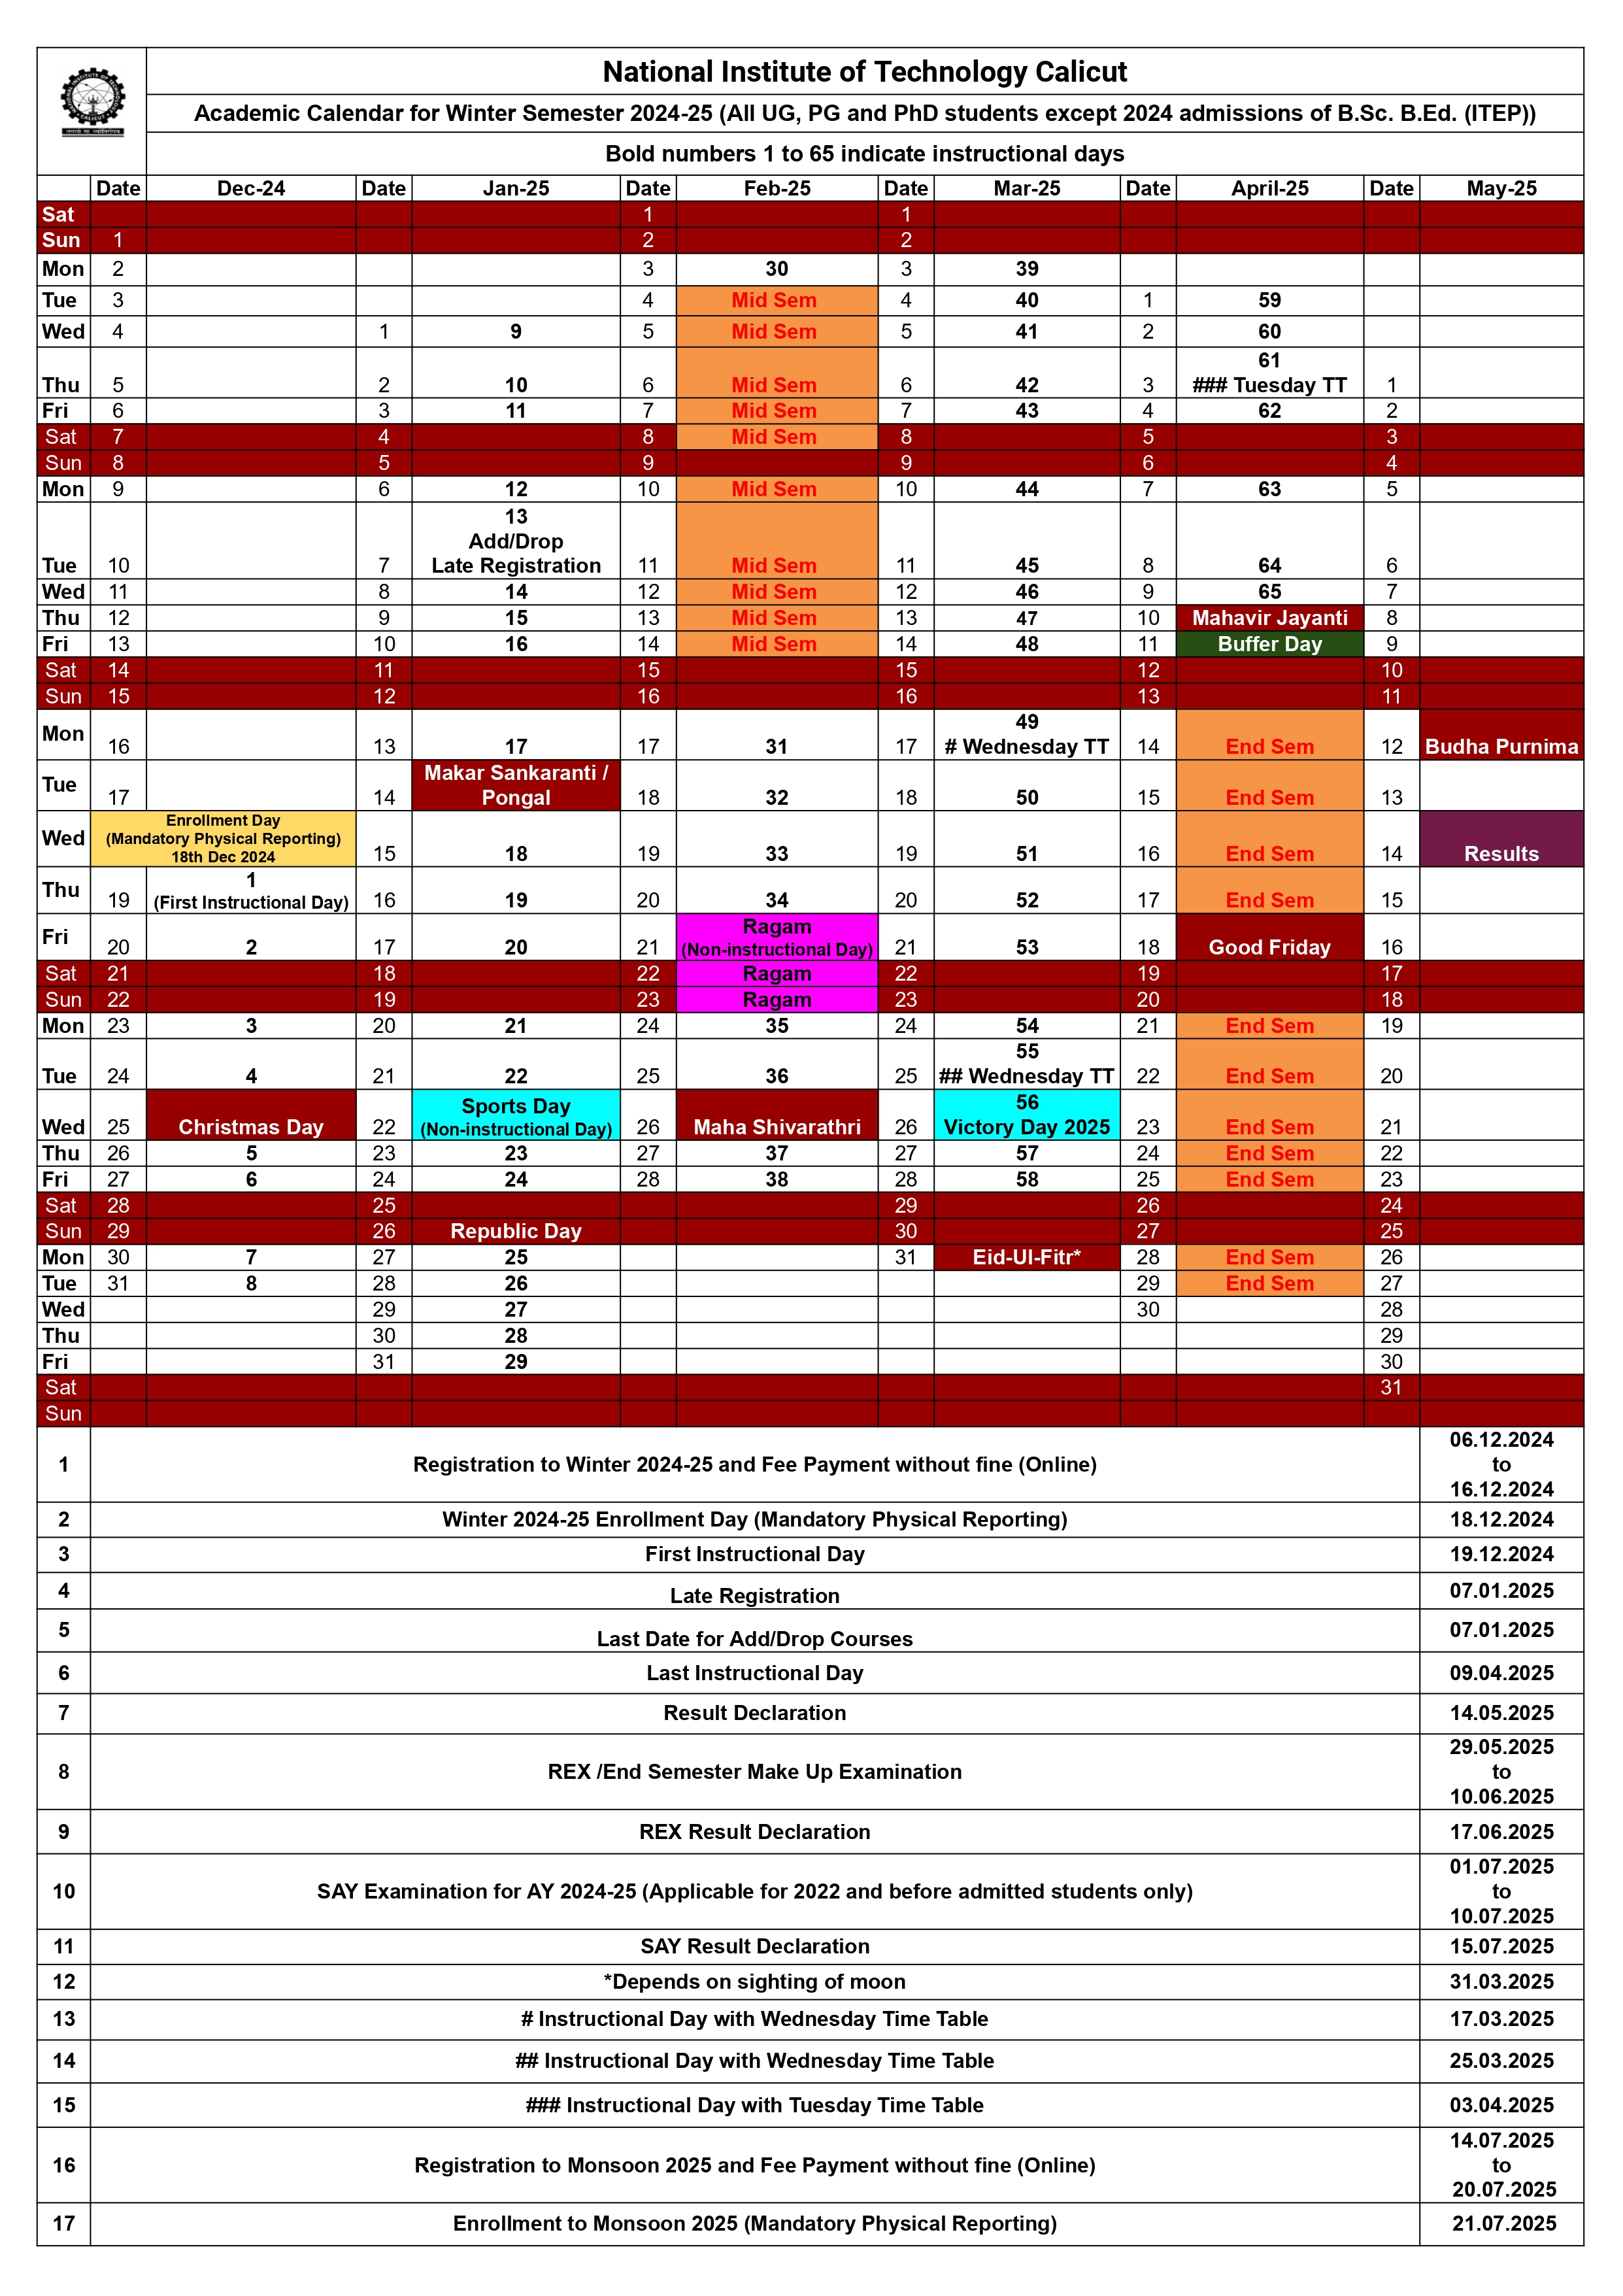 National Institute of Technology Calicut
Academic Calendar for Winter Semester 2024-25 (All UG, PG and PhD students except 2024 admissions of B.Sc. B.Ed. (ITEP))
Bold numbers 1 to 65 indicate instructional days
Date Dec-24 Date Jan-25 Date Feb-25 Date Mar-25 Date April-25 Date May-25
Sat 1 1
Sun 1 2 2
Mon 2 3 30 3 39
Tue 3 4 Mid Sem 4 40 1 59
Wed 4 1 9 5 Mid Sem 5 41 2 60
61
Thu 5 2 10 6 Mid Sem 6 42 3 ### Tuesday TT 1
Fri 6 3 11 7 Mid Sem 7 43 4 62 2
Sat 7 4 8 Mid Sem 8 5 3
Sun 8 5 9 9 6 4
Mon 9 6 12 10 Mid Sem 10 44 7 63 5
13
Add/Drop
Tue 10 7 Late Registration 11 Mid Sem 11 45 8 64 6
Wed 11 8 14 12 Mid Sem 12 46 9 65 7
Thu 12 9 15 13 Mid Sem 13 47 10 Mahavir Jayanti 8
Fri 13 10 16 14 Mid Sem 14 48 11 Buffer Day 9
Sat 14 11 15 15 12 10
Sun 15 12 16 16 13 11
49
Mon 16 13 17 17 31 17 # Wednesday TT 14 End Sem 12 Budha Purnima
Makar Sankaranti /
Tue 17 14 Pongal 18 32 18 50 15 End Sem 13
Enrollment Day
(Mandatory Physical Reporting)
18th Dec 2024
Wed 15 18 19 33 19 51 16 End Sem 14 Results
1
Thu 19 (First Instructional Day) 16 19 20 34 20 52 17 End Sem 15
Ragam
Fri 20 2 17 20 21 (Non-instructional Day) 21 53 18 Good Friday 16
Sat 21 18 22 Ragam 22 19 17
Sun 22 19 23 Ragam 23 20 18
Mon 23 3 20 21 24 35 24 54 21 End Sem 19
55
Tue 24 4 21 22 25 36 25 ## Wednesday TT 22 End Sem 20
Sports Day 56
Wed 25 Christmas Day 22 (Non-instructional Day) 26 Maha Shivarathri 26 Victory Day 2025 23 End Sem 21
Thu 26 5 23 23 27 37 27 57 24 End Sem 22
Fri 27 6 24 24 28 38 28 58 25 End Sem 23
Sat 28 25 29 26 24
Sun 29 26 Republic Day 30 27 25
Mon 30 7 27 25 31 Eid-Ul-Fitr* 28 End Sem 26
Tue 31 8 28 26 29 End Sem 27
Wed 29 27 30 28
Thu 30 28 29
Fri 31 29 30
Sat 31
Sun
1 Registration to Winter 2024-25 and Fee Payment without fine (Online) 06.12.2024
to
16.12.2024
2 Winter 2024-25 Enrollment Day (Mandatory Physical Reporting) 18.12.2024
3 First Instructional Day 19.12.2024
4 Late Registration 07.01.2025
5 Last Date for Add/Drop Courses 07.01.2025
6 Last Instructional Day 09.04.2025
7 Result Declaration 14.05.2025
8 REX /End Semester Make Up Examination 29.05.2025
to
10.06.2025
9 REX Result Declaration 17.06.2025
10 SAY Examination for AY 2024-25 (Applicable for 2022 and before admitted students only) 01.07.2025
to
10.07.2025
11 SAY Result Declaration 15.07.2025
12 *Depends on sighting of moon 31.03.2025
13 # Instructional Day with Wednesday Time Table 17.03.2025
14 ## Instructional Day with Wednesday Time Table 25.03.2025
15 ### Instructional Day with Tuesday Time Table 03.04.2025
16 Registration to Monsoon 2025 and Fee Payment without fine (Online) 14.07.2025
to
20.07.2025
17 Enrollment to Monsoon 2025 (Mandatory Physical Reporting) 21.07.2025